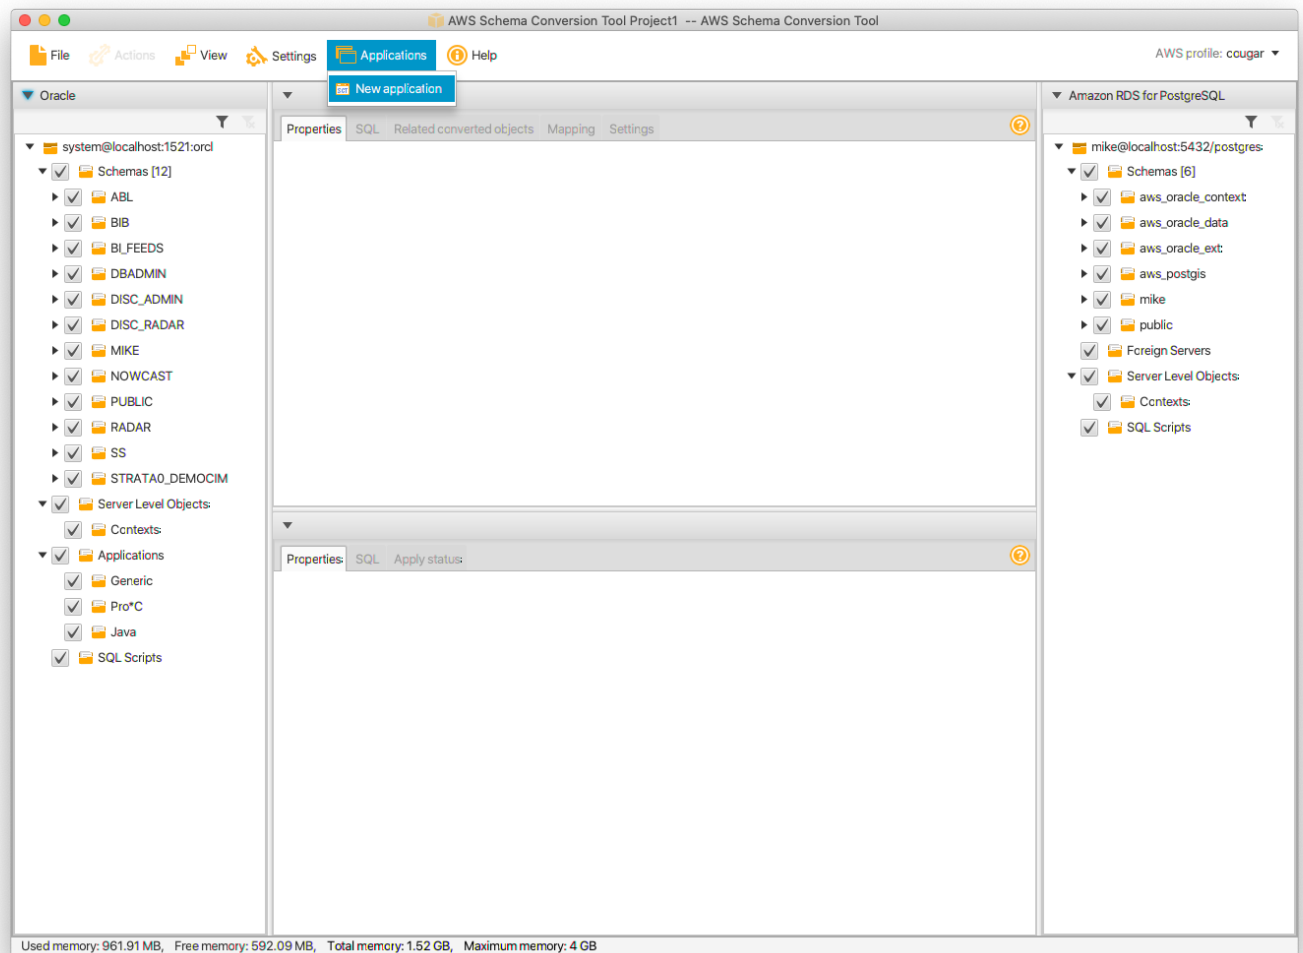 AWS Schema Conversion Tool Project1 -- AWS Schema Conversion Tool
File Actions View Settings Applications Help AWS profile: cougar
New application
Oracle
system@localhost:1521:orcl
Schemas [12]
ABL
BIB
BI_FEEDS
DBADMIN
DISC_ADMIN
DISC_RADAR
MIKE
NOWCAST
PUBLIC
RADAR
SS
STRATA0_DEMOCIM
Server Level Objects
Contexts
Applications
Generic
Pro*C
Java
SQL Scripts
Properties SQL Related converted objects Mapping Settings
Properties SQL Apply status
Amazon RDS for PostgreSQL
mike@localhost:5432/postgres
Schemas [6]
aws_oracle_context
aws_oracle_data
aws_oracle_ext
aws_postgis
mike
public
Foreign Servers
Server Level Objects
Contexts
SQL Scripts
Used memory: 961.91 MB, Free memory: 592.09 MB, Total memory: 1.52 GB, Maximum memory: 4 GB